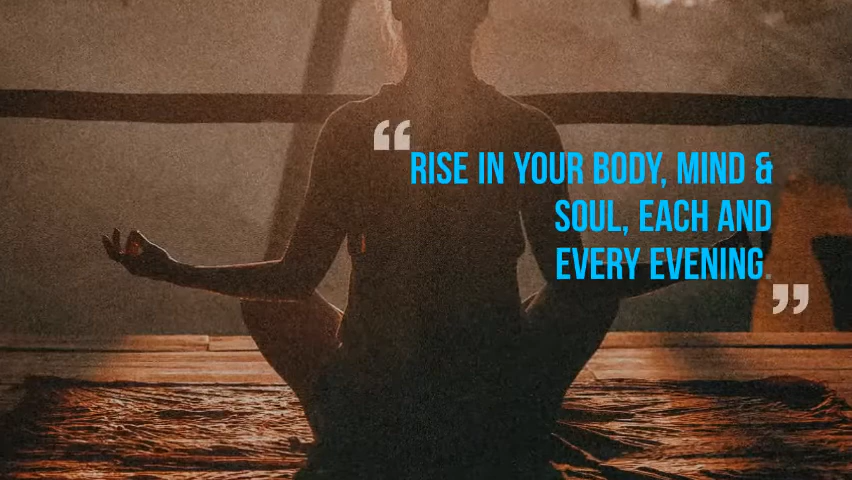 “
RISE IN YOUR BODY, MIND &
SOUL, EACH AND
EVERY EVENING.
”